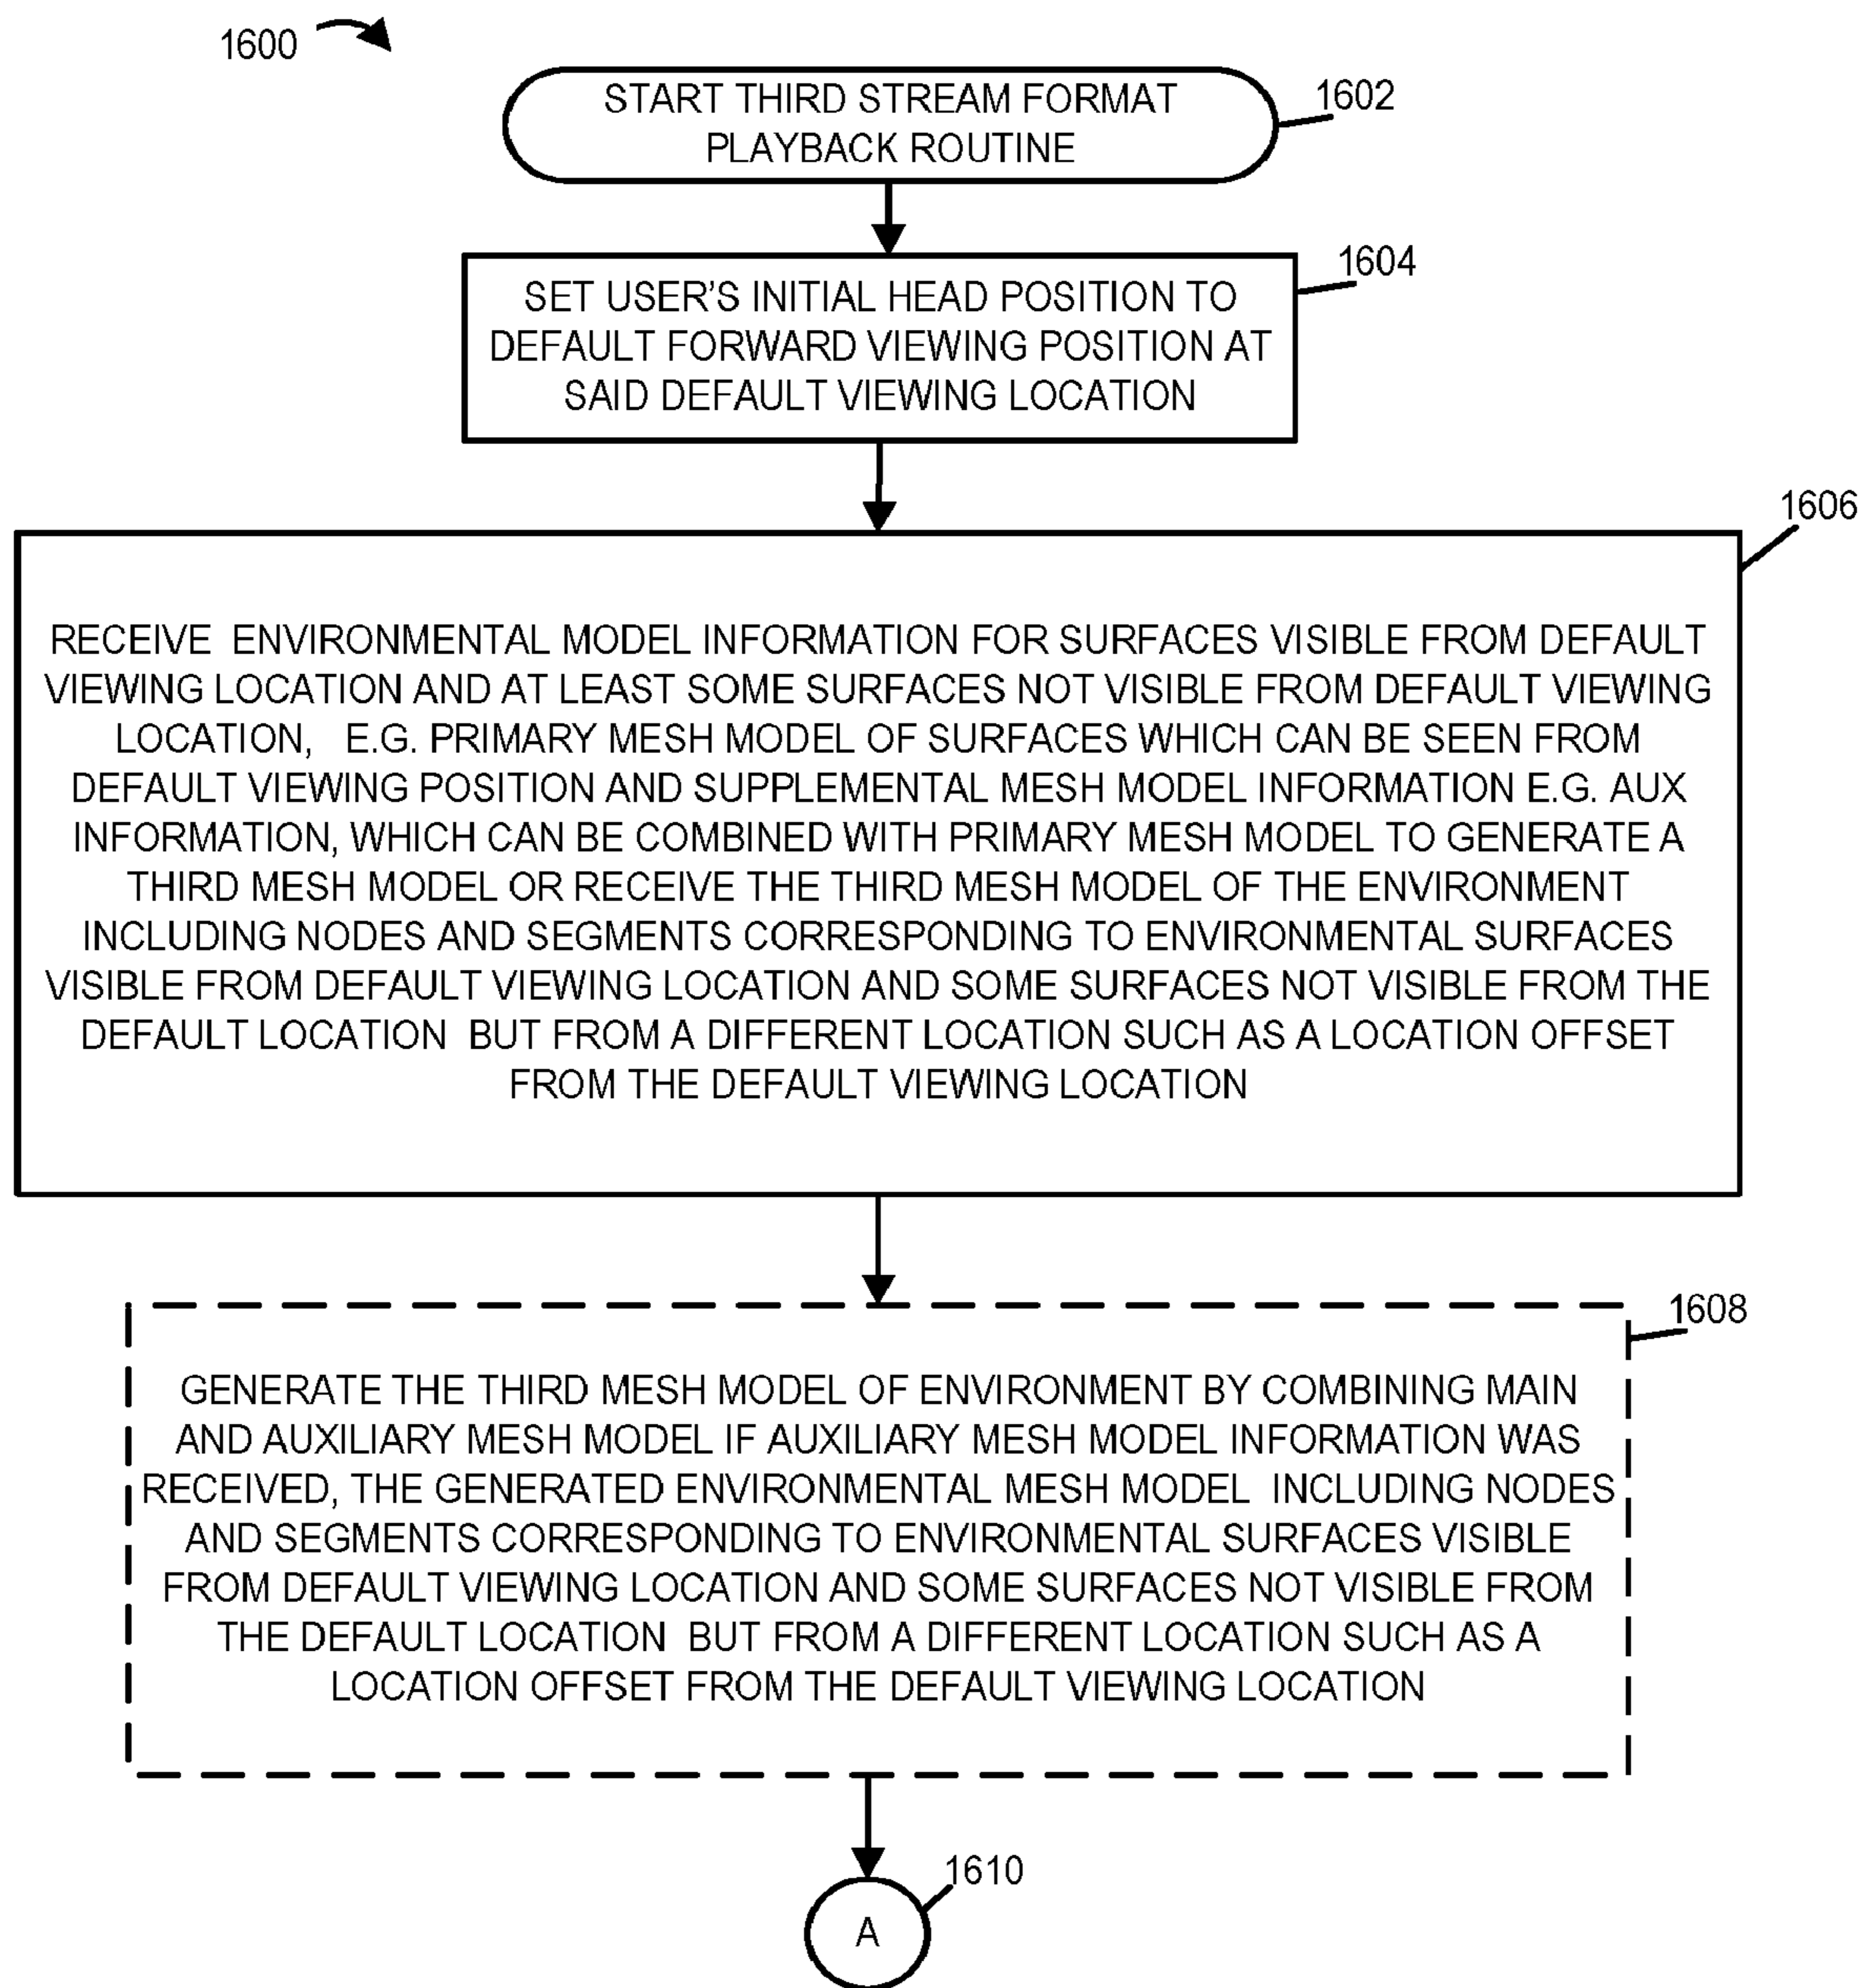 1600
START THIRD STREAM FORMAT
PLAYBACK ROUTINE
1602
SET USER'S INITIAL HEAD POSITION TO
DEFAULT FORWARD VIEWING POSITION AT
SAID DEFAULT VIEWING LOCATION
1604
1606
RECEIVE ENVIRONMENTAL MODEL INFORMATION FOR SURFACES VISIBLE FROM DEFAULT
VIEWING LOCATION AND AT LEAST SOME SURFACES NOT VISIBLE FROM DEFAULT VIEWING
LOCATION, E.G. PRIMARY MESH MODEL OF SURFACES WHICH CAN BE SEEN FROM
DEFAULT VIEWING POSITION AND SUPPLEMENTAL MESH MODEL INFORMATION E.G. AUX
INFORMATION, WHICH CAN BE COMBINED WITH PRIMARY MESH MODEL TO GENERATE A
THIRD MESH MODEL OR RECEIVE THE THIRD MESH MODEL OF THE ENVIRONMENT
INCLUDING NODES AND SEGMENTS CORRESPONDING TO ENVIRONMENTAL SURFACES
VISIBLE FROM DEFAULT VIEWING LOCATION AND SOME SURFACES NOT VISIBLE FROM THE
DEFAULT LOCATION BUT FROM A DIFFERENT LOCATION SUCH AS A LOCATION OFFSET
FROM THE DEFAULT VIEWING LOCATION
1608
GENERATE THE THIRD MESH MODEL OF ENVIRONMENT BY COMBINING MAIN
AND AUXILIARY MESH MODEL IF AUXILIARY MESH MODEL INFORMATION WAS
RECEIVED, THE GENERATED ENVIRONMENTAL MESH MODEL INCLUDING NODES
AND SEGMENTS CORRESPONDING TO ENVIRONMENTAL SURFACES VISIBLE
FROM DEFAULT VIEWING LOCATION AND SOME SURFACES NOT VISIBLE FROM
THE DEFAULT LOCATION BUT FROM A DIFFERENT LOCATION SUCH AS A
LOCATION OFFSET FROM THE DEFAULT VIEWING LOCATION
1610
A